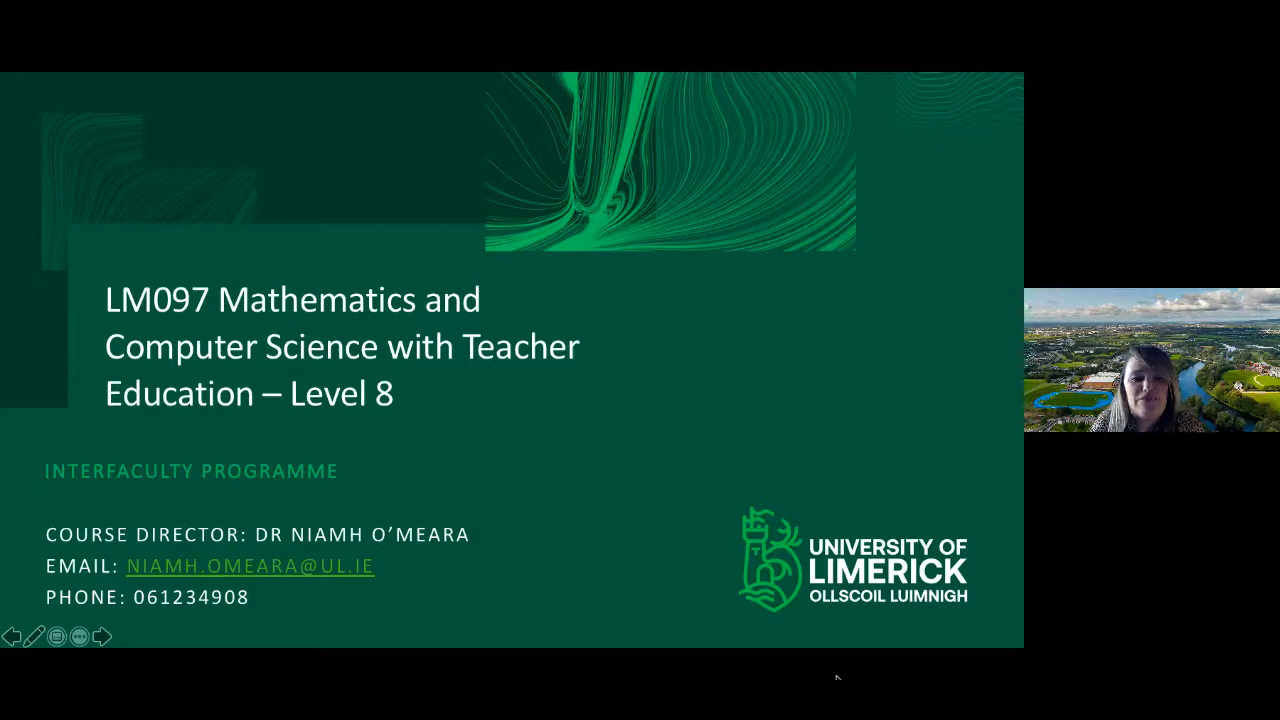 LM097 Mathematics and
Computer Science with Teacher
Education – Level 8
INTERFACULTY PROGRAMME
COURSE DIRECTOR: DR NIAMH O’MEARA
EMAIL: NIAMH.OMEARA@UL.IE
PHONE: 061234908
UNIVERSITY OF
LIMERICK
OLLSCOIL LUIMNIGH